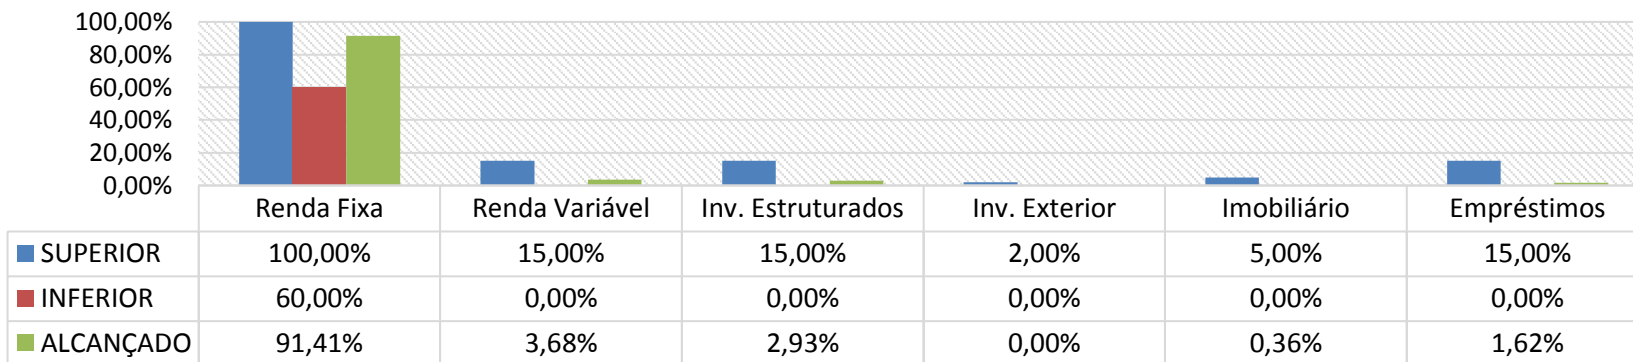 100,00%
80,00%
60,00%
40,00%
20,00%
0,00%
Renda Fixa Renda Variável Inv. Estruturados Inv. Exterior Imobiliário Empréstimos
SUPERIOR 100,00% 15,00% 15,00% 2,00% 5,00% 15,00%
INFERIOR 60,00% 0,00% 0,00% 0,00% 0,00% 0,00%
ALCANÇADO 91,41% 3,68% 2,93% 0,00% 0,36% 1,62%